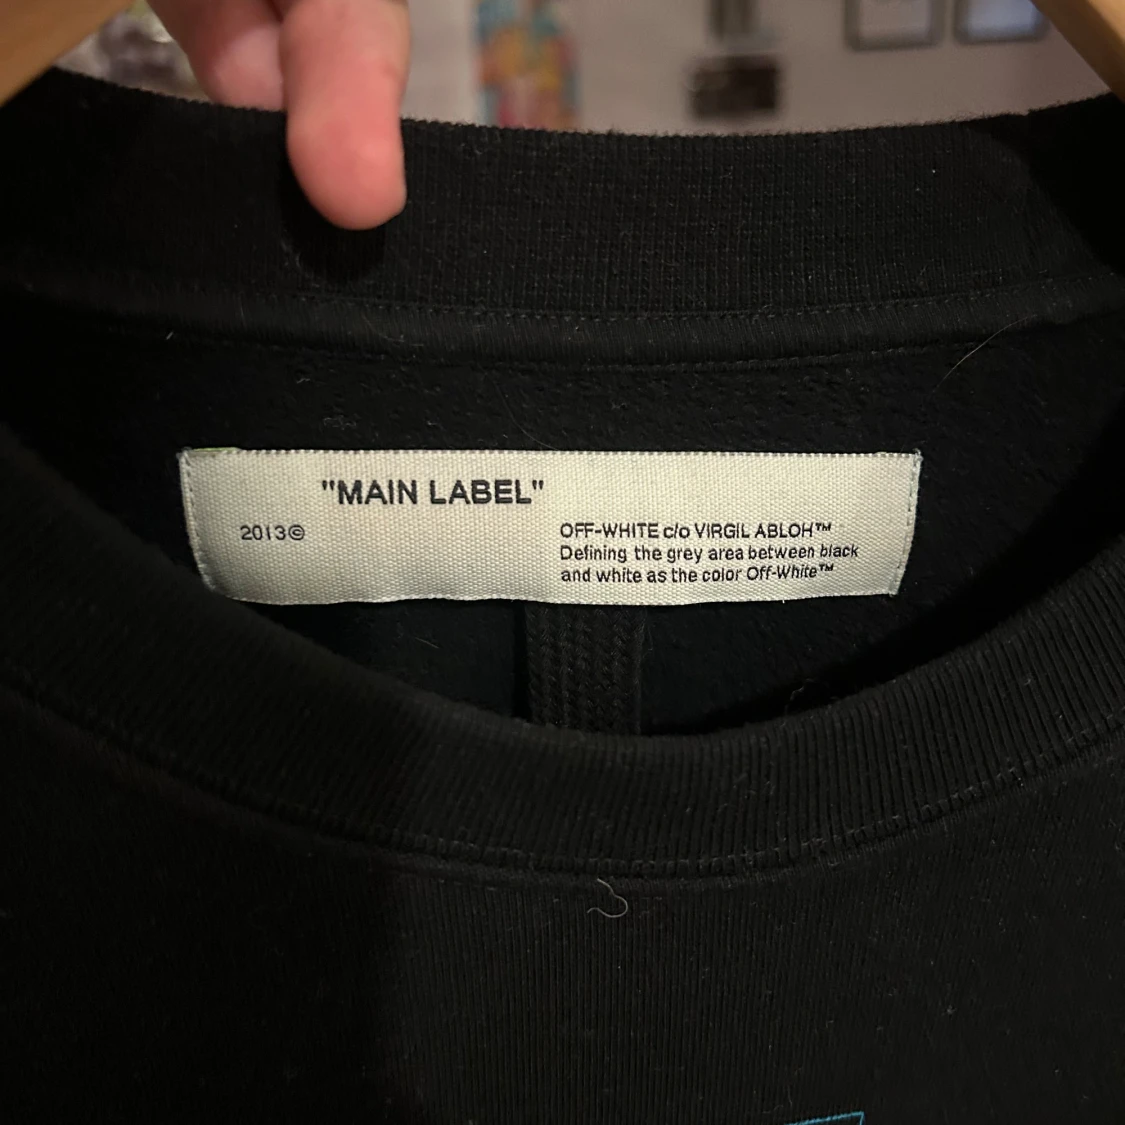 "MAIN LABEL"
2013©
OFF-WHITE c/o VIRGIL ABLOH™
Defining the grey area between black
and white as the color Off-White™